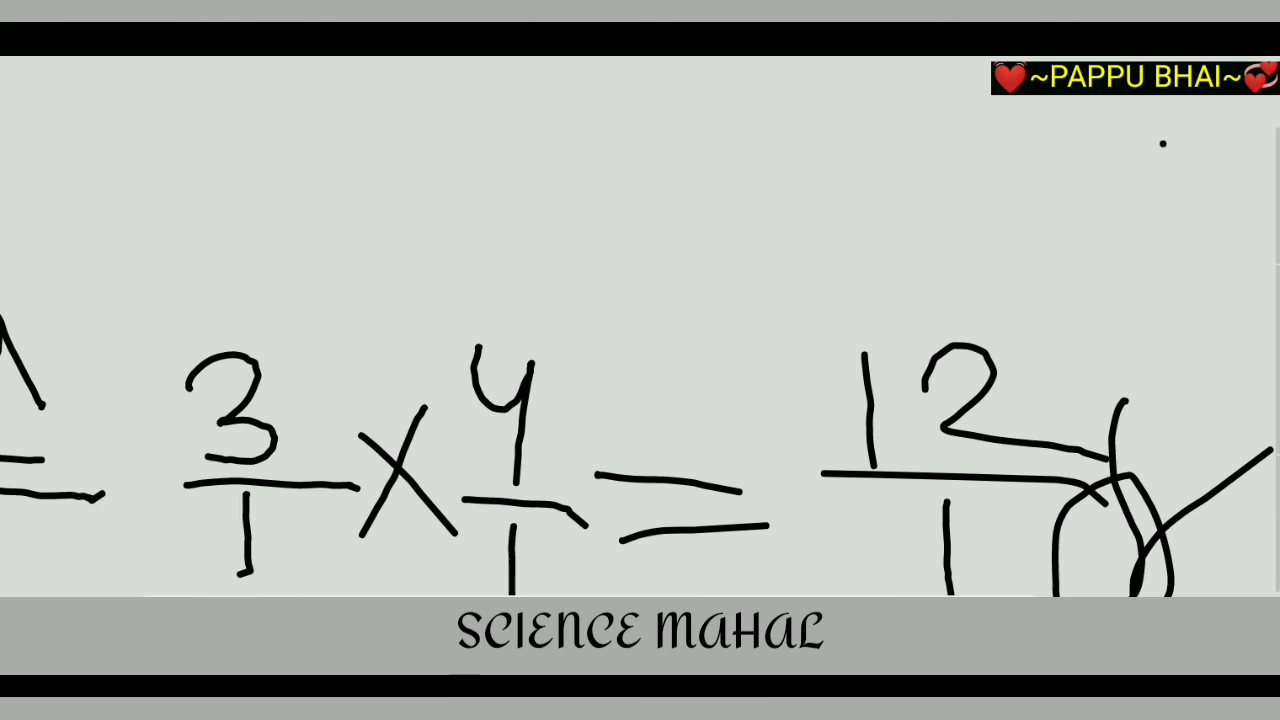 ❤️~PAPPU BHAI~💞
3/1 × 4/1 = 12/1
SCIENCE MAHAL